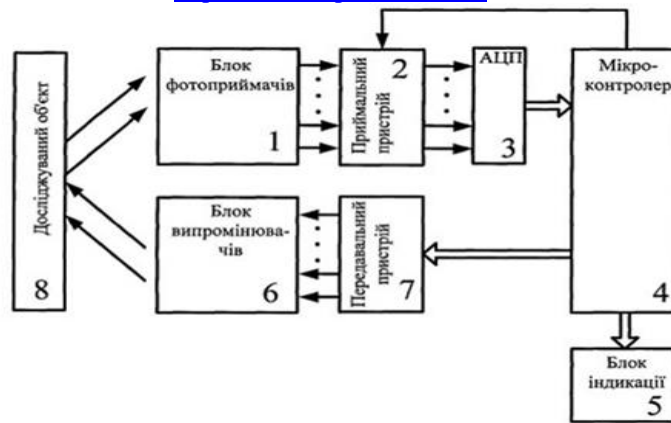 Блок
фотоприймачів
1
2
Приймальний
пристрій
АЦП
3
Мікро-
контролер
4
Досліджуваний об'єкт
8
Блок
випромінюва-
чів
6
Передавальний
пристрій
7
Блок
індикації
5